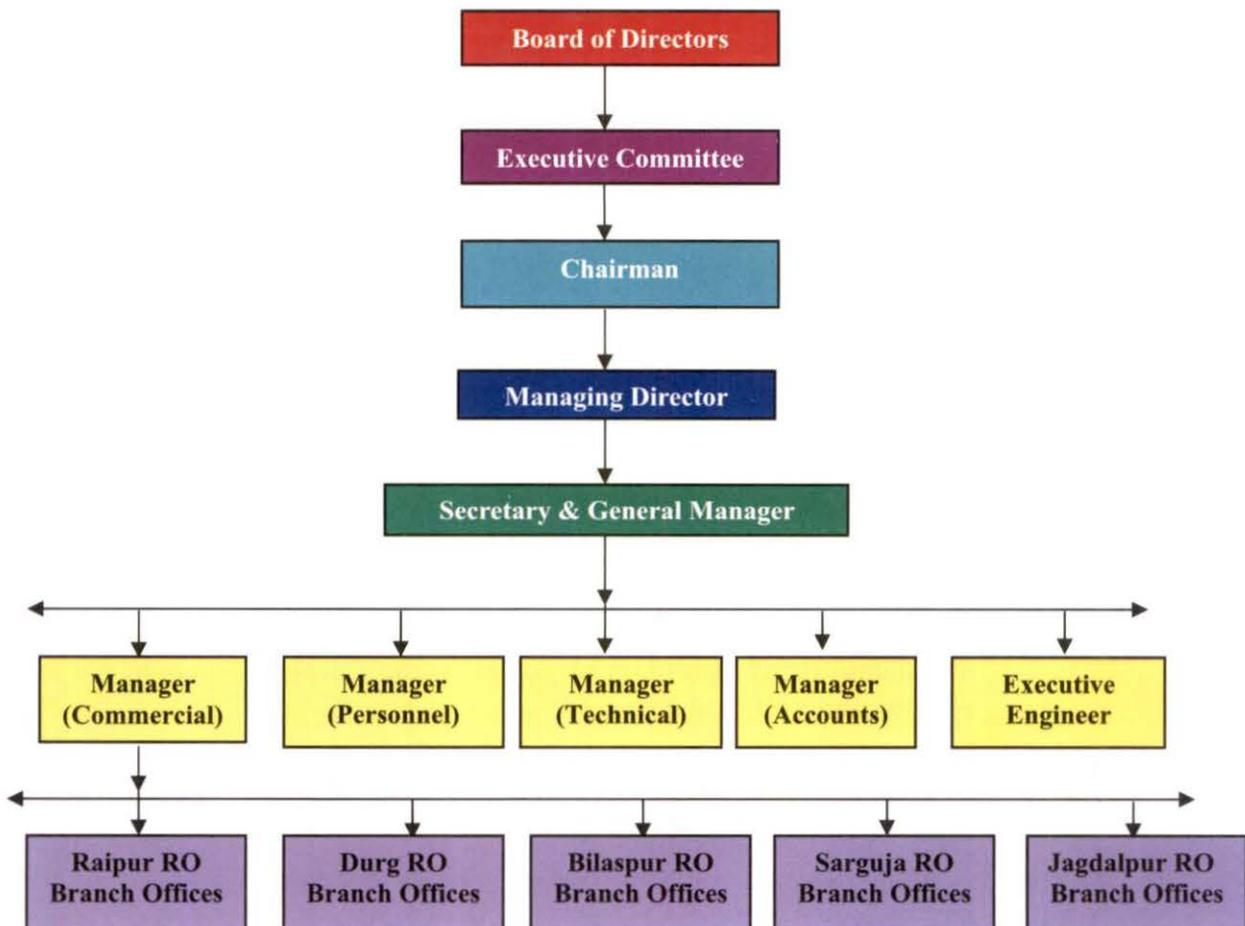 Board of Directors
Executive Committee
Chairman
Managing Director
Secretary & General Manager
Manager
(Commercial)
Manager
(Personnel)
Manager
(Technical)
Manager
(Accounts)
Executive
Engineer
Raipur RO
Branch Offices
Durg RO
Branch Offices
Bilaspur RO
Branch Offices
Sarguja RO
Branch Offices
Jagdalpur RO
Branch Offices